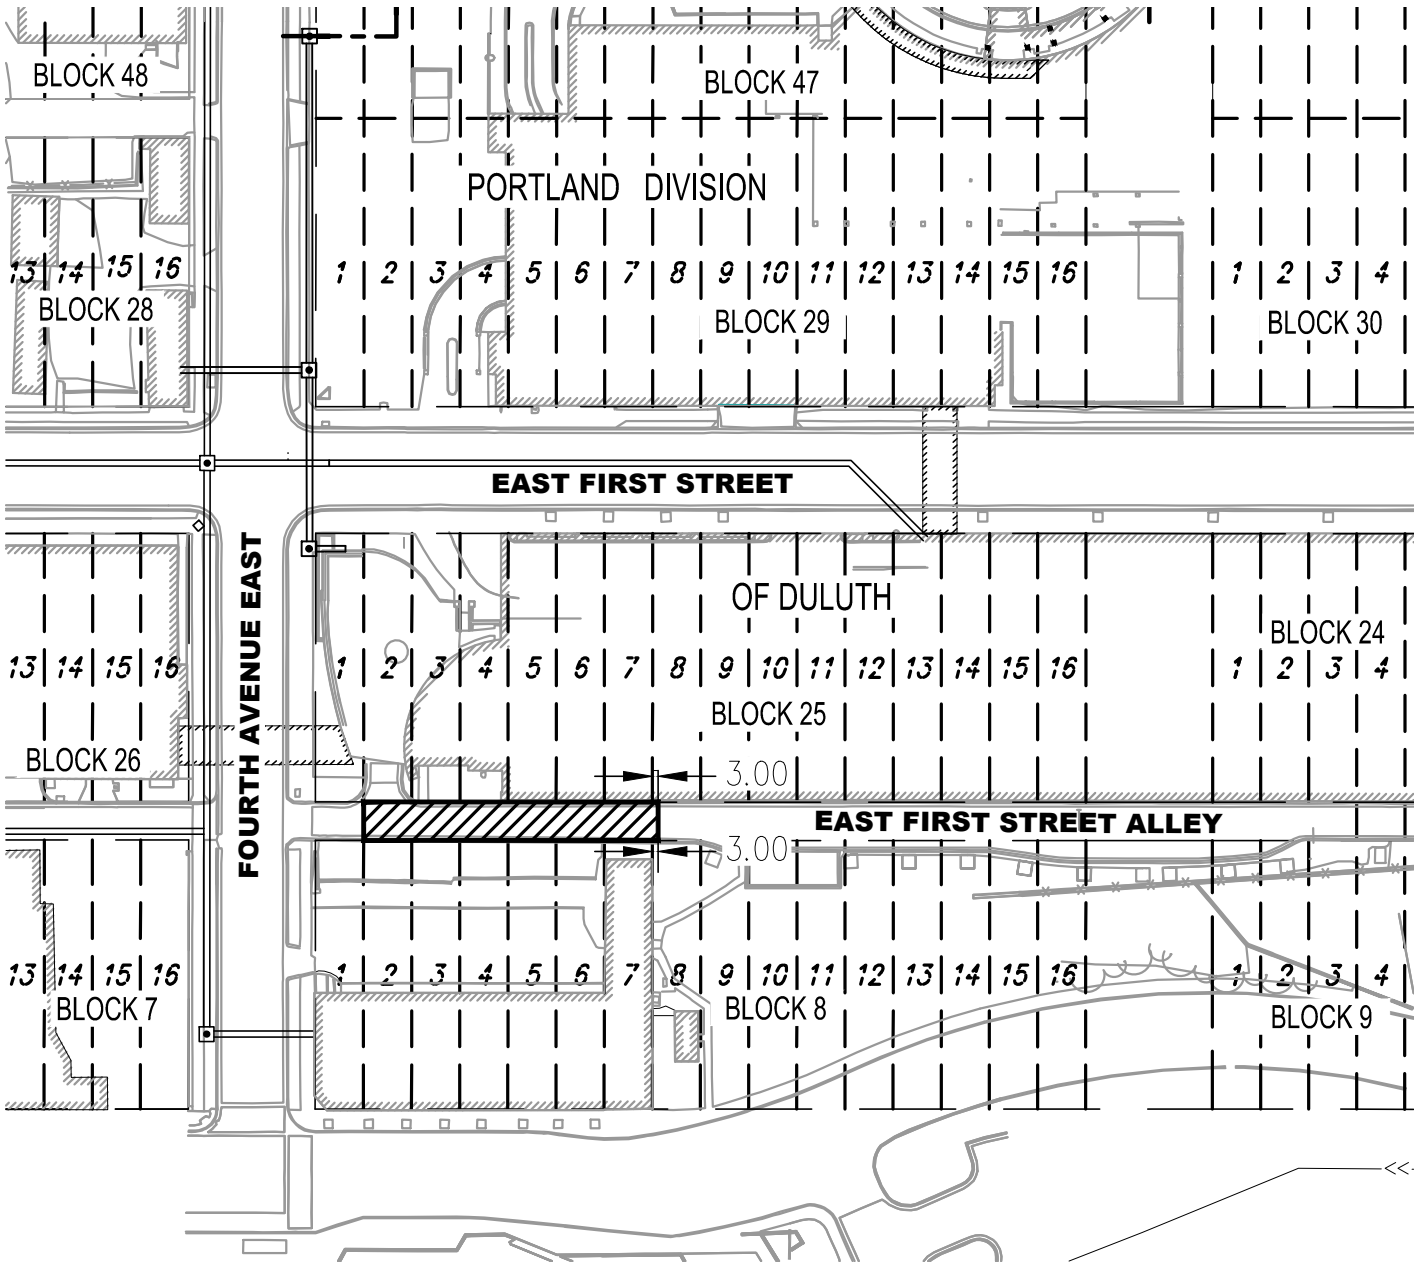 BLOCK 48
BLOCK 47
PORTLAND DIVISION
13 14 15 16 1 2 3 4 5 6 7 8 9 10 11 12 13 14 15 16 1 2 3 4
BLOCK 28 BLOCK 29 BLOCK 30
EAST FIRST STREET
FOURTH AVENUE EAST
OF DULUTH
BLOCK 24
13 14 15 16 1 2 3 4 5 6 7 8 9 10 11 12 13 14 15 16 1 2 3 4
BLOCK 25
BLOCK 26
3.00
EAST FIRST STREET ALLEY
3.00
13 14 15 16 1 2 3 4 5 6 7 8 9 10 11 12 13 14 15 16 1 2 3 4
BLOCK 7 BLOCK 8 BLOCK 9